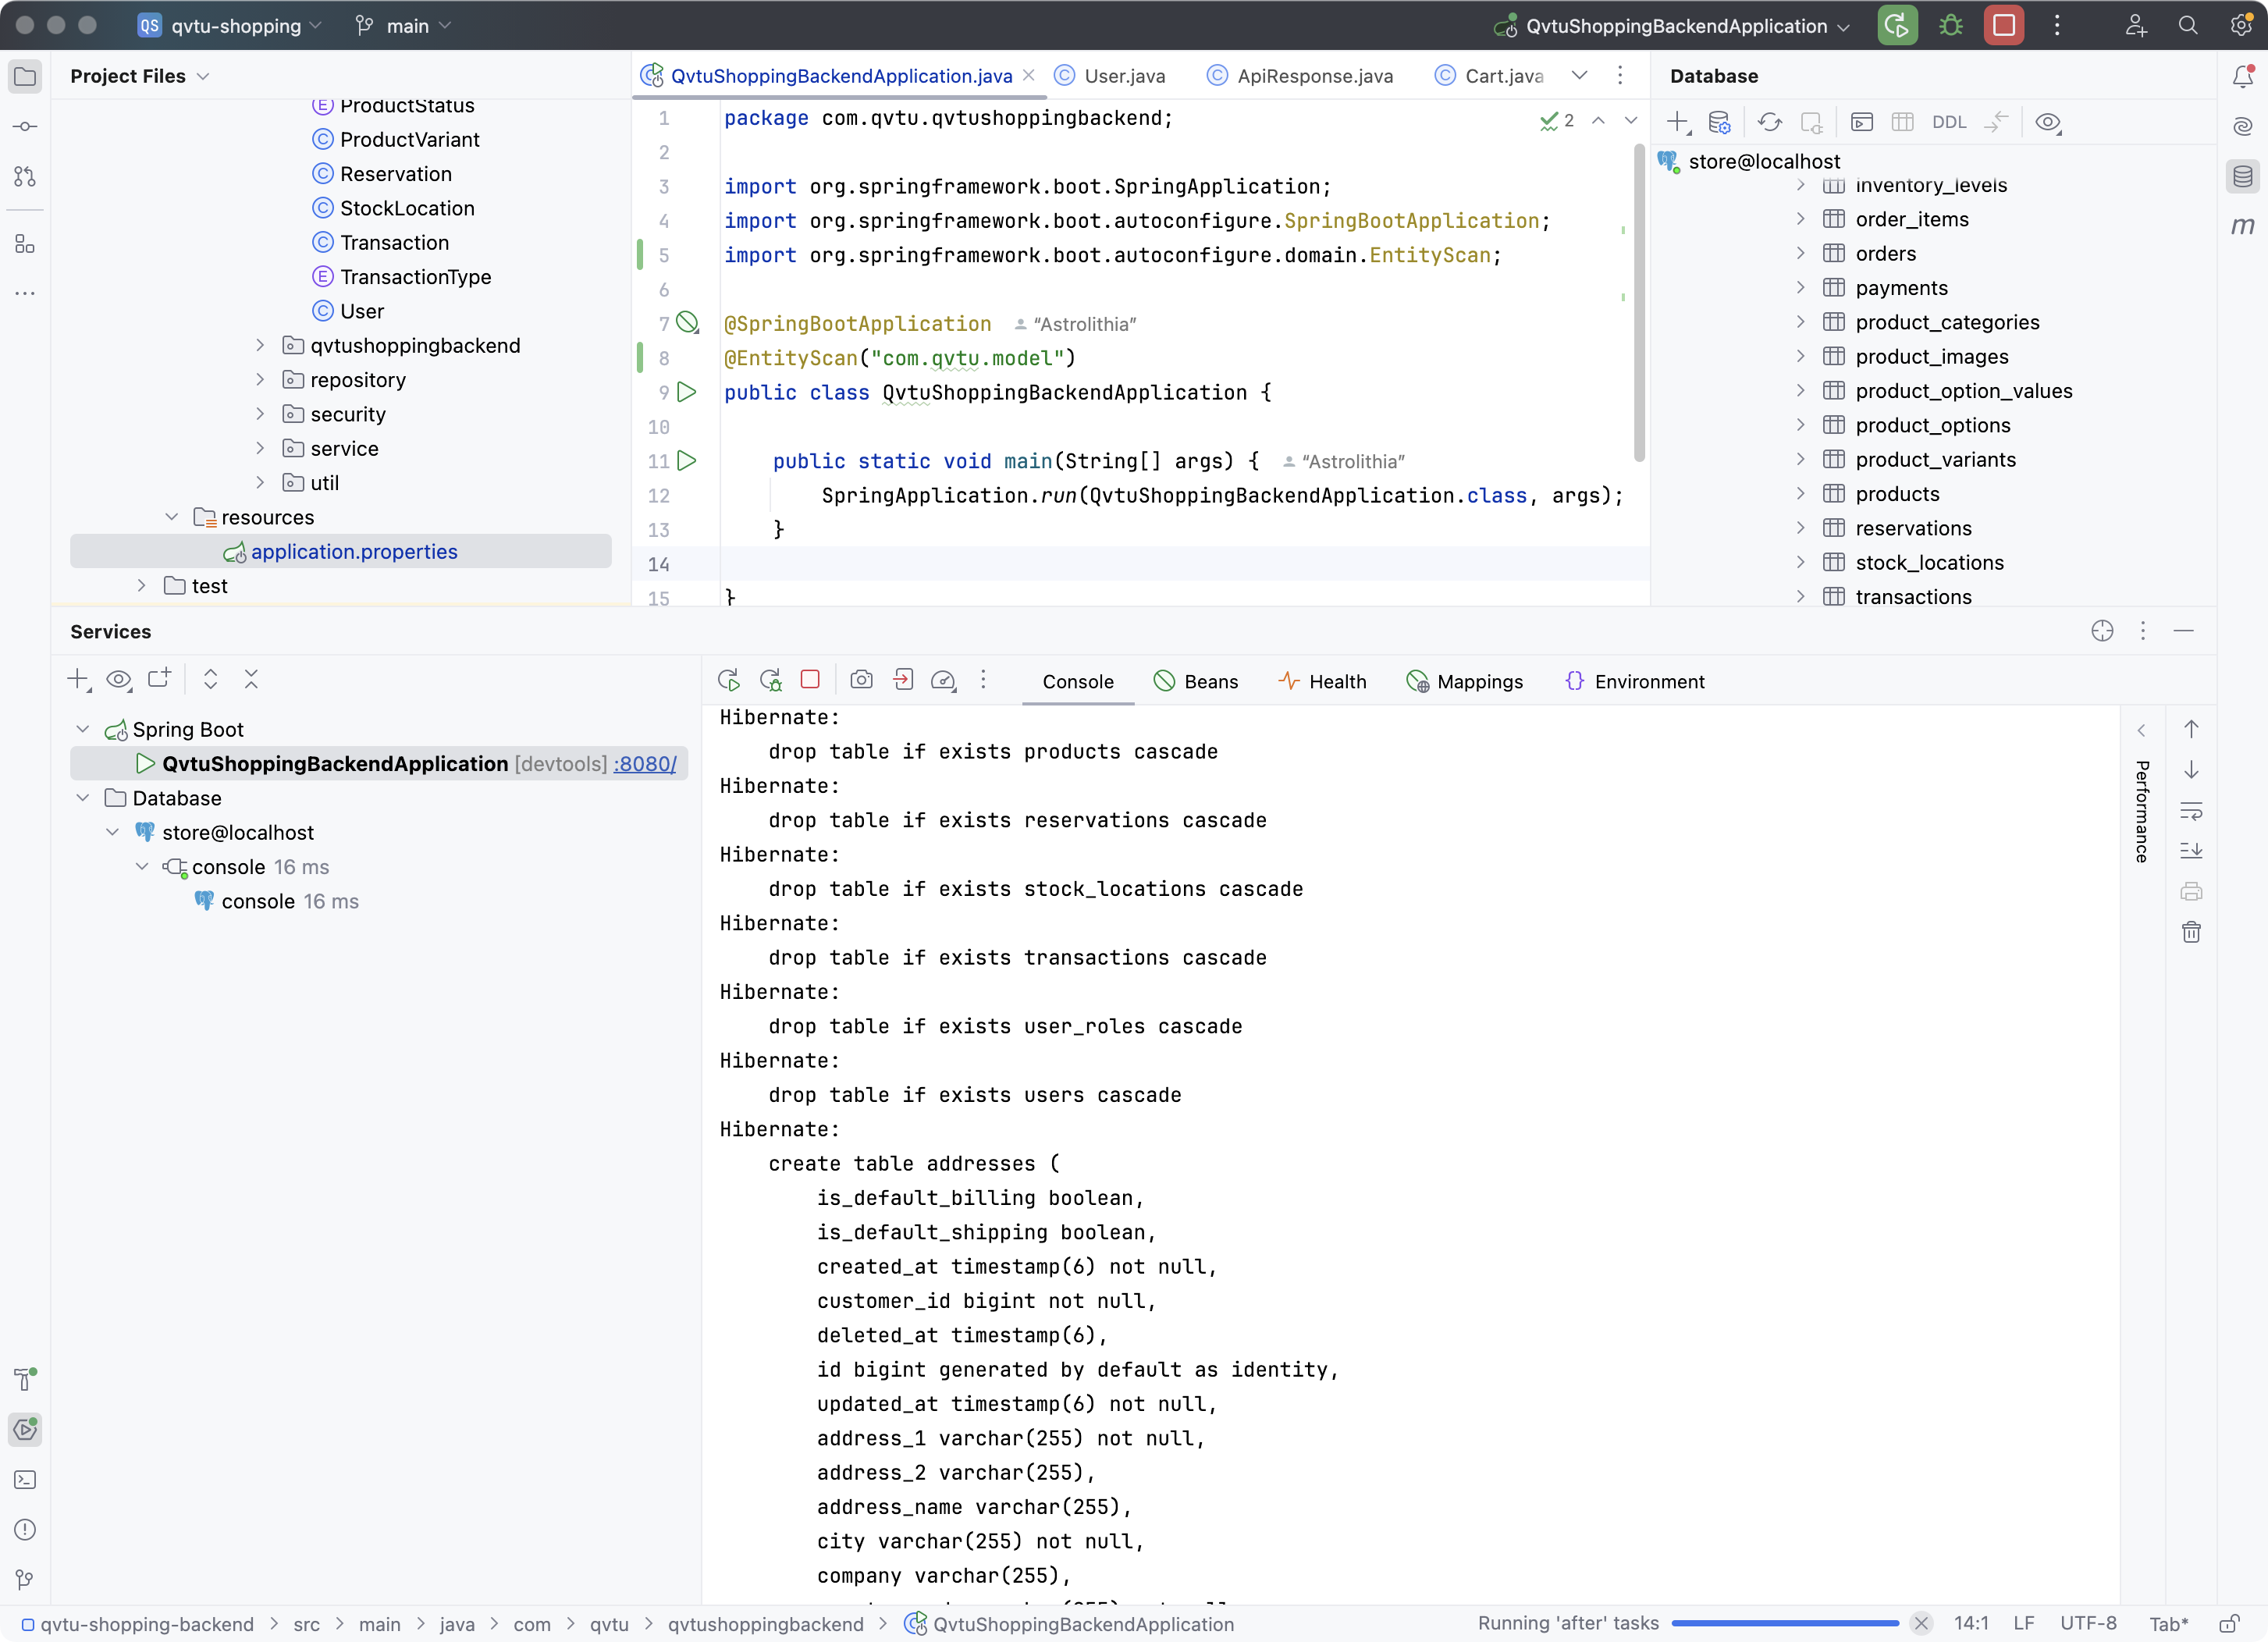 QS qvtu-shopping main QvtuShoppingBackendApplication
Project Files
ProductStatus
ProductVariant
Reservation
StockLocation
Transaction
TransactionType
User
qvtushoppingbackend
repository
security
service
util
resources
application.properties
test
QvtuShoppingBackendApplication.java User.java ApiResponse.java Cart.java
2
1 package com.qvtu.qvtushoppingbackend;
2
3 import org.springframework.boot.SpringApplication;
4 import org.springframework.boot.autoconfigure.SpringBootApplication;
5 import org.springframework.boot.autoconfigure.domain.EntityScan;
6
7 @SpringBootApplication “Astrolithia”
8 @EntityScan("com.qvtu.model")
9 public class QvtuShoppingBackendApplication {
10
11 public static void main(String[] args) { “Astrolithia”
12 SpringApplication.run(QvtuShoppingBackendApplication.class, args);
13 }
14
15 }
Database
DDL
store@localhost
inventory_levels
order_items
orders
payments
product_categories
product_images
product_option_values
product_options
product_variants
products
reservations
stock_locations
transactions
m
Services
Spring Boot
QvtuShoppingBackendApplication [devtools] :8080/
Database
store@localhost
console 16 ms
console 16 ms
Console Beans Health Mappings Environment
Hibernate:
drop table if exists products cascade
Hibernate:
drop table if exists reservations cascade
Hibernate:
drop table if exists stock_locations cascade
Hibernate:
drop table if exists transactions cascade
Hibernate:
drop table if exists user_roles cascade
Hibernate:
drop table if exists users cascade
Hibernate:
create table addresses (
is_default_billing boolean,
is_default_shipping boolean,
created_at timestamp(6) not null,
customer_id bigint not null,
deleted_at timestamp(6),
id bigint generated by default as identity,
updated_at timestamp(6) not null,
address_1 varchar(255) not null,
address_2 varchar(255),
address_name varchar(255),
city varchar(255) not null,
company varchar(255),
Performance
qvtu-shopping-backend src main java com qvtu qvtushoppingbackend QvtuShoppingBackendApplication
Running 'after' tasks 14:1 LF UTF-8 Tab*